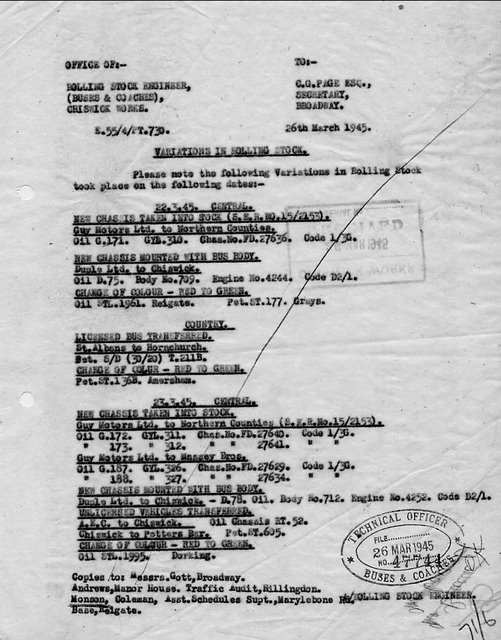 OFFICE OF:- TO:-
ROLLING STOCK ENGINEER, C.G.PAGE ESQ.,
(BUSES & COACHES), SECRETARY,
CHISWICK WORKS. BROADWAY.
E.55/4/PT.730. 26th March 1945.
VARIATIONS IN ROLLING STOCK.
Please note the following Variations in Rolling Stock
took place on the following dates:-
22.3.45. CENTRAL.
NEW CHASSIS TAKEN INTO STOCK (S.E.R.NO.15/2153).
Guy Motors Ltd. to Northern Counties.
Oil G.171. GYL.310. Chas.No.FD.27636. Code 1/3G.
NEW CHASSIS MOUNTED WITH BUS BODY.
Duple Ltd. to Chiswick.
Oil D.75. Body No.709. Engine No.4244. Code D2/1.
CHANGE OF COLOUR - RED TO GREEN.
Oil STL.1961. Reigate. Pet.ST.177. Grays.
COUNTRY.
LICENSED BUS TRANSFERRED.
St.Albans to Hornchurch.
Pet. S/D (30/20) T.211B.
CHANGE OF COLUR - RED TO GREEN.
Pet.ST.136B. Amersham.
23.3.45. CENTRAL.
NEW CHASSIS TAKEN INTO STOCK.
Guy Motors Ltd. to Northern Counties (S.E.R.No.15/2153).
Oil G.172. GYL.311. Chas.No.FD.27640. Code 1/3G.
" 173. " 312. " " 27641. " "
Guy Motors Ltd. to Massey Bros.
Oil G.187. GYL.326. Chas.No.FD.27629. Code 1/3G.
" 188. " 327. " " 27634. " "
NEW CHASSIS MOUNTED WITH BUS BODY.
Duple Ltd. to Chiswick - D.78. Oil. Body No.712. Engine No.4252. Code D2/1.
UNLICENSED VEHICLES TRANSFERRED.
A.E.C. to Chiswick. Oil Chassis RT.52.
Chiswick to Potters Bar. Pet.ST.605.
CHANGE OF COLOUR - RED TO GREEN.
Oil STL.1995. Dorking.
TECHNICAL OFFICER
FILE
26 MAR 1945
NO.
BUSES & COACHES
Copies to: Messrs.Gott,Broadway.
Andrews,Manor House. Traffic Audit,Hillingdon.
Monson, Coleman, Asst.Schedules Supt.,Marylebone Rd. ROLLING STOCK ENGINEER.
Base,Reigate.